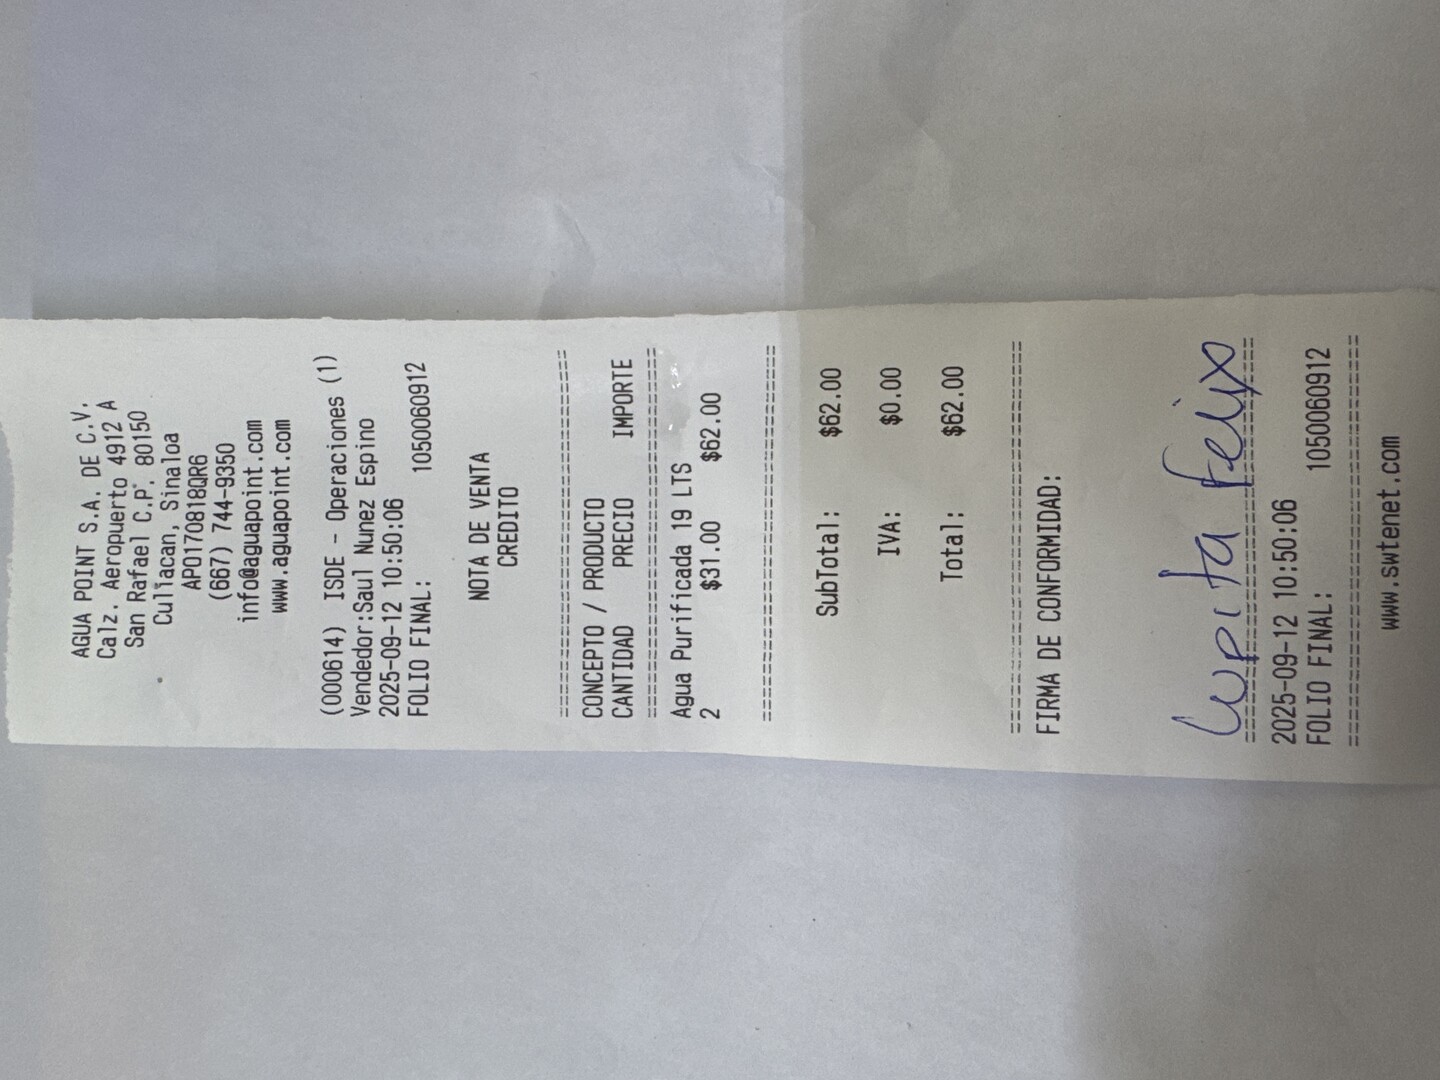 AGUA POINT S.A. DE C.V.
Calz. Aeropuerto 4912 A
San Rafael C.P. 80150
Culiacan, Sinaloa
APO170818QR6
(667) 744-9350
info@aguapoint.com
www.aguapoint.com
(000614) ISDE - Operaciones (1)
Vendedor:Saul Nunez Espino
2025-09-12 10:50:06
FOLIO FINAL: 1050060912
NOTA DE VENTA
CREDITO
==============================
CONCEPTO / PRODUCTO
CANTIDAD PRECIO IMPORTE
==============================
Agua Purificada 19 LTS
2 $31.00 $62.00
==============================
SubTotal: $62.00
IVA: $0.00
Total: $62.00
==============================
FIRMA DE CONFORMIDAD:
Lupita Felix
==============================
2025-09-12 10:50:06
FOLIO FINAL: 1050060912
==============================
www.swteinet.com